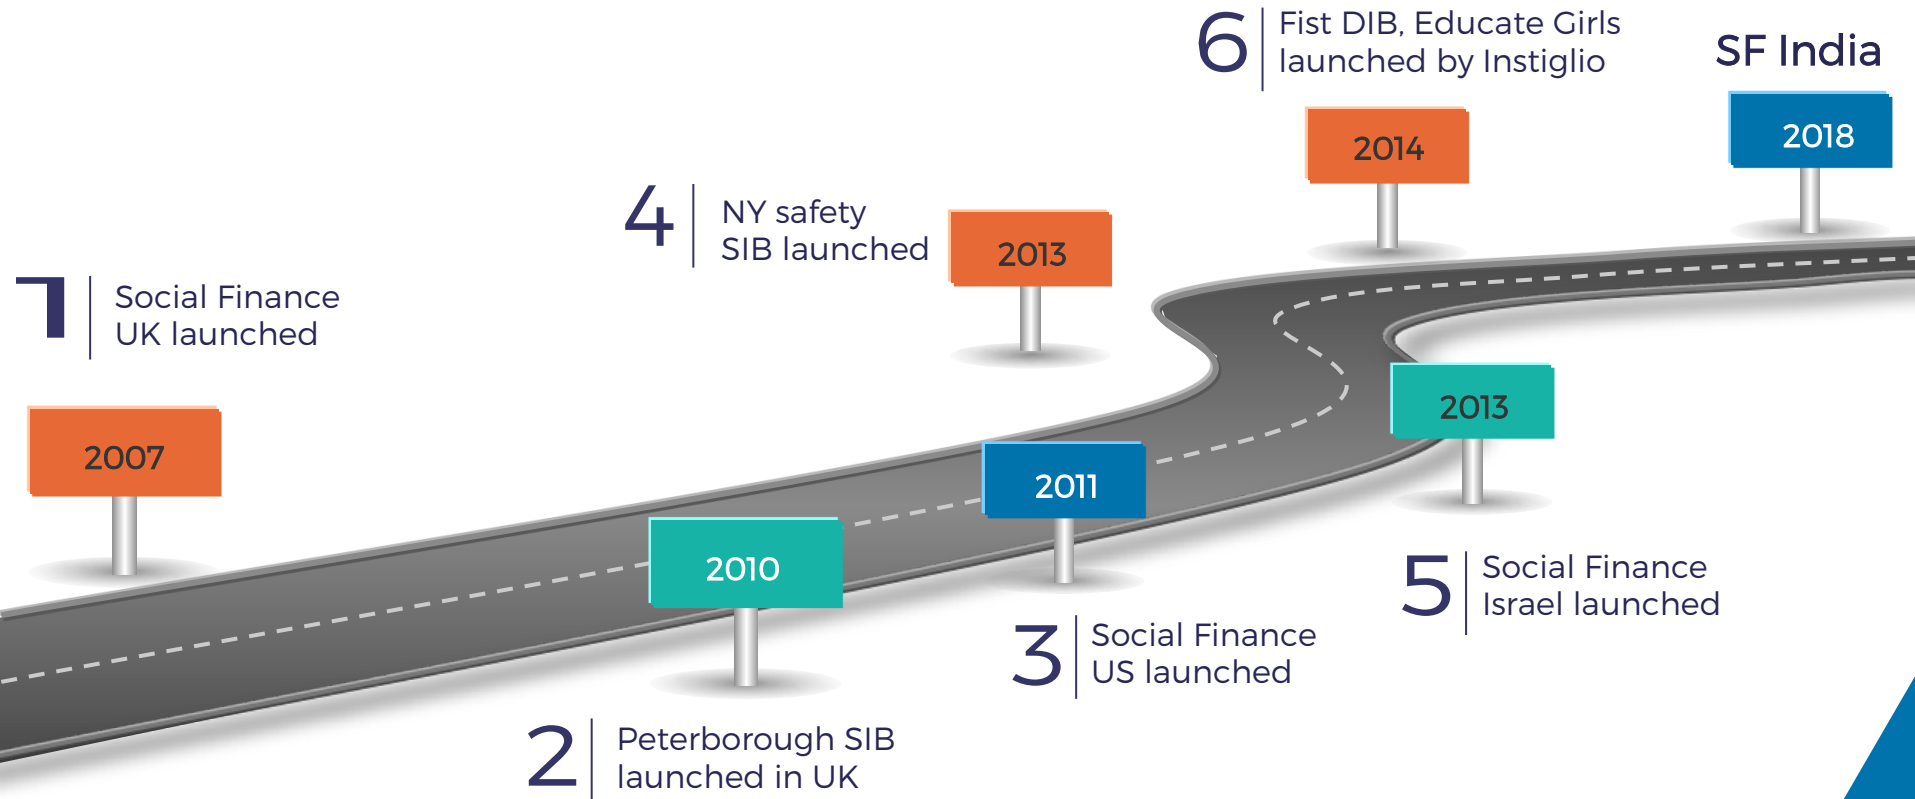 1
Social Finance
UK launched
2007
2
Peterborough SIB
launched in UK
2010
3
Social Finance
US launched
2011
4
NY safety
SIB launched
2013
5
Social Finance
Israel launched
2013
6
Fist DIB, Educate Girls
launched by Instiglio
2014
SF India
2018